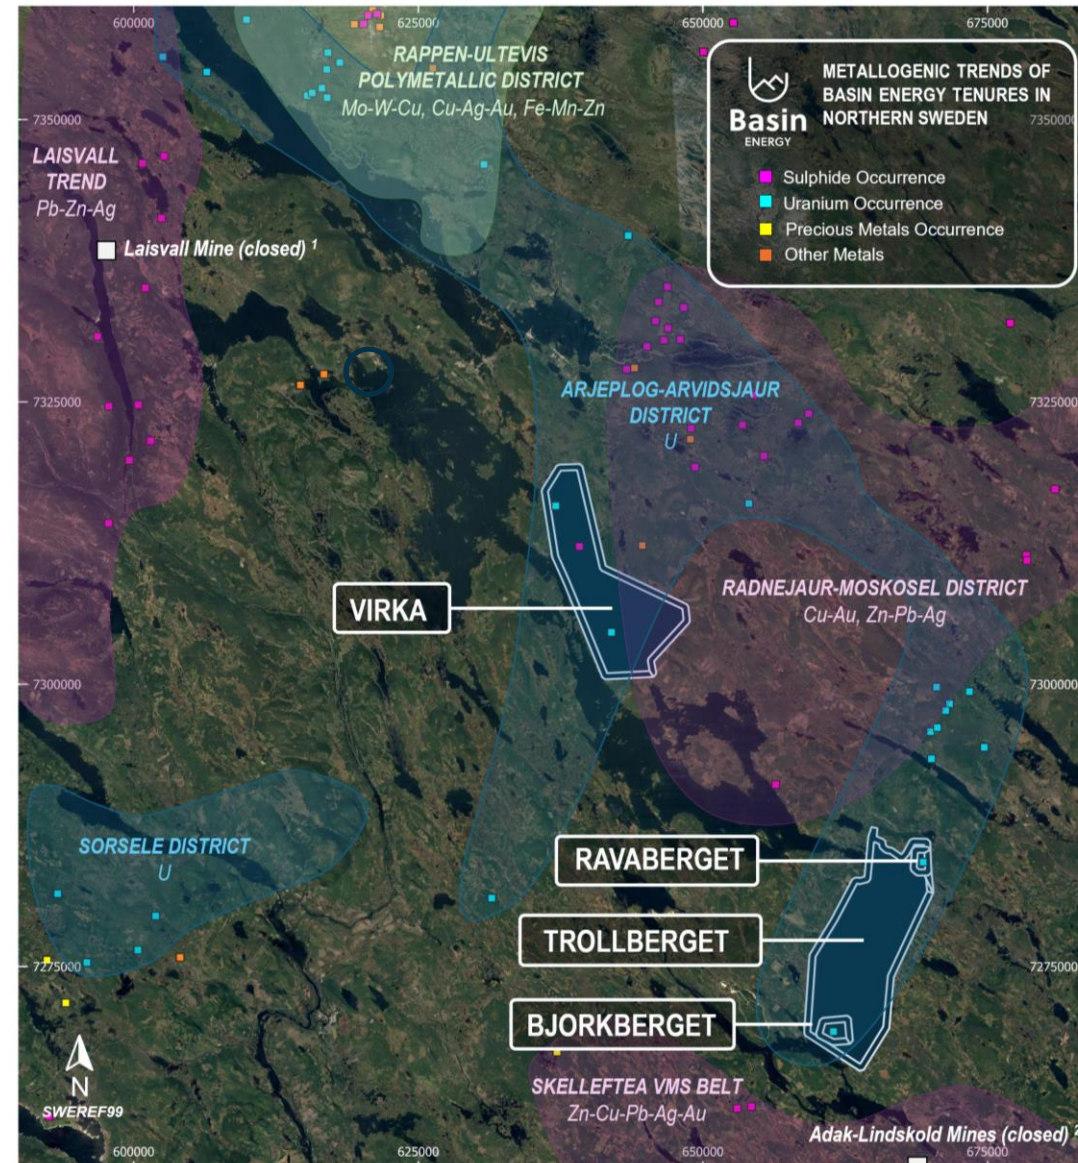 600000
625000
650000
675000
RAPPEN-ULTEVIS
POLYMETALLIC DISTRICT
Mo-W-Cu, Cu-Ag-Au, Fe-Mn-Zn
Basin
ENERGY
METALLOGENIC TRENDS OF
BASIN ENERGY TENURES IN
NORTHERN SWEDEN
Sulphide Occurrence
Uranium Occurrence
Precious Metals Occurrence
Other Metals
7350000
7350000
LAISVALL
TREND
Pb-Zn-Ag
Laisvall Mine (closed) 1
7325000
7325000
ARJEPLOG-ARVIDSJAUR
DISTRICT
U
VIRKA
RADNEJAUR-MOSKOSEL DISTRICT
Cu-Au, Zn-Pb-Ag
7300000
7300000
SORSELE DISTRICT
U
RAVABERGET
TROLLBERGET
BJORKBERGET
7275000
7275000
N
SWEREF99
SKELLEFTEA VMS BELT
Zn-Cu-Pb-Ag-Au
Adak-Lindskold Mines (closed) 2
600000
625000
650000
675000